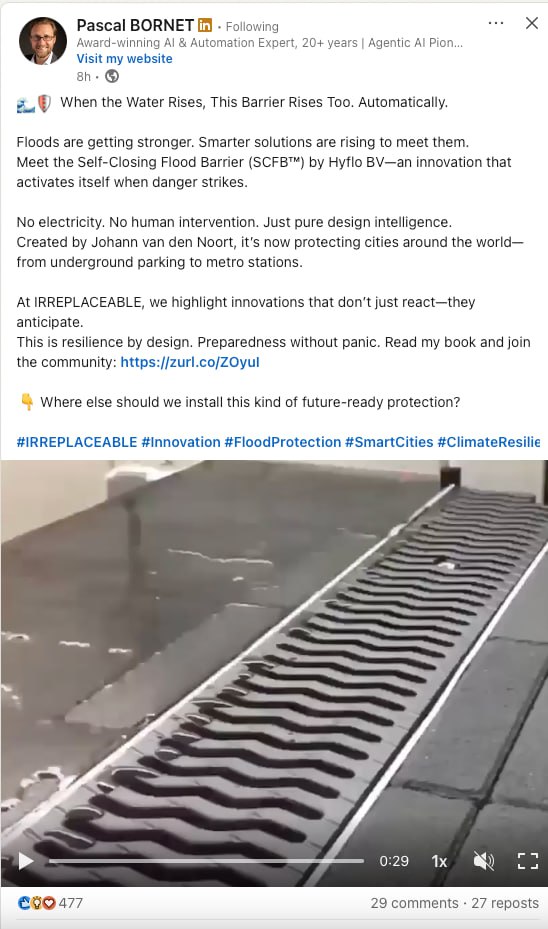 Pascal BORNET in • Following
Award-winning AI & Automation Expert, 20+ years | Agentic AI Pion...
Visit my website
8h •
🌊🛡️ When the Water Rises, This Barrier Rises Too. Automatically.
Floods are getting stronger. Smarter solutions are rising to meet them.
Meet the Self-Closing Flood Barrier (SCFB™) by Hyflo BV—an innovation that
activates itself when danger strikes.
No electricity. No human intervention. Just pure design intelligence.
Created by Johann van den Noort, it’s now protecting cities around the world—
from underground parking to metro stations.
At IRREPLACEABLE, we highlight innovations that don’t just react—they
anticipate.
This is resilience by design. Preparedness without panic. Read my book and join
the community: https://zurl.co/ZOyuI
👇 Where else should we install this kind of future-ready protection?
#IRREPLACEABLE #Innovation #FloodProtection #SmartCities #ClimateResilie
0:29 1x
477 29 comments • 27 reposts